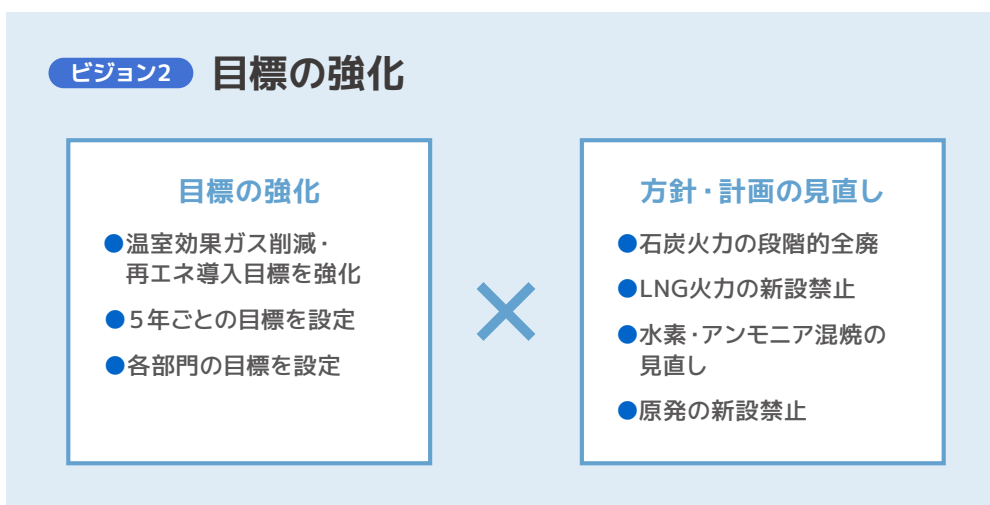 ビジョン2 目標の強化
目標の強化
●温室効果ガス削減・
再エネ導入目標を強化
●5年ごとの目標を設定
●各部門の目標を設定
×
方針・計画の見直し
●石炭火力の段階的全廃
●LNG火力の新設禁止
●水素・アンモニア混焼の
見直し
●原発の新設禁止